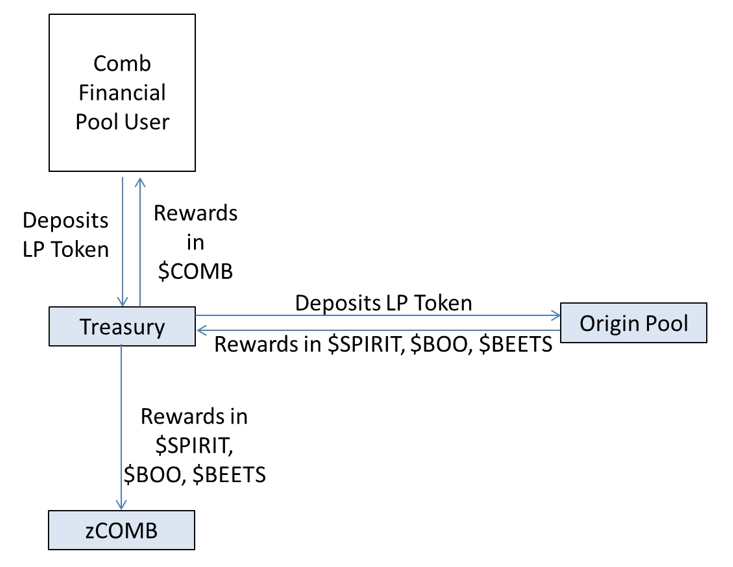 Comb
Financial
Pool User
Deposits
LP Token
Rewards
in
$COMB
Treasury
Deposits LP Token
Rewards in $SPIRIT, $BOO, $BEETS
Origin Pool
Rewards in
$SPIRIT,
$BOO, $BEETS
zCOMB